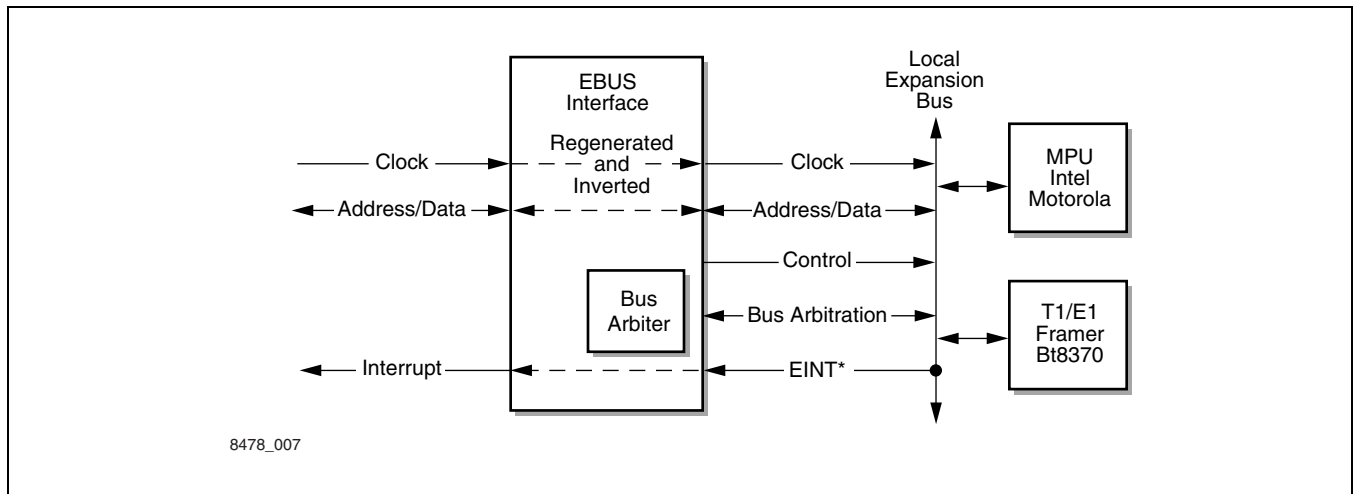 EBUS
Interface
Local
Expansion
Bus
Regenerated
and
Inverted
Clock
Clock
MPU
Intel
Motorola
Address/Data
Address/Data
Control
Bus
Arbiter
Bus Arbitration
T1/E1
Framer
Bt8370
Interrupt
EINT*
8478_007